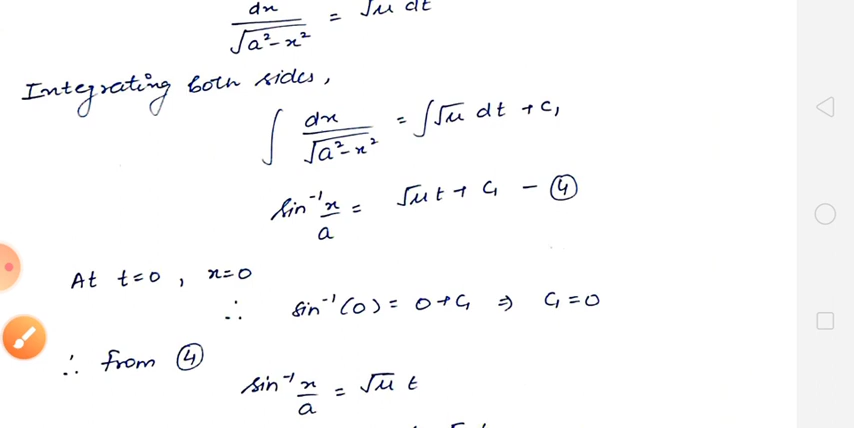 dx/√(a²-x²) = √μ dt
Integrating both sides,
∫ dx/√(a²-x²) = ∫√μ dt + C₁
sin⁻¹ x/a = √μ t + C₁ - ④
At t=0, x=0
∴ sin⁻¹(0) = 0+C₁ ⇒ C₁=0
∴ from ④
sin⁻¹ x/a = √μ t